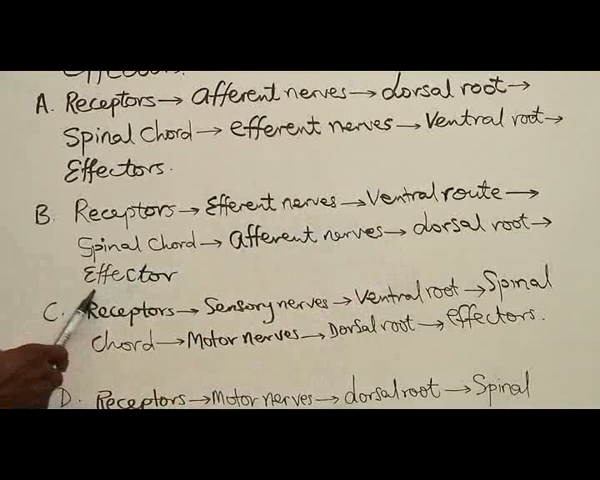 A. Receptors → afferent nerves → dorsal root →
Spinal Chord → efferent nerves → Ventral root →
Effectors.
B. Receptors → Efferent nerves → Ventral route →
Spinal Chord → afferent nerves → dorsal root →
Effector
C. Receptors → Sensory nerves → Ventral root → Spinal
Chord → Motor nerves → Dorsal root → effectors.
D. Receptors → Motor nerves → dorsal root → Spinal